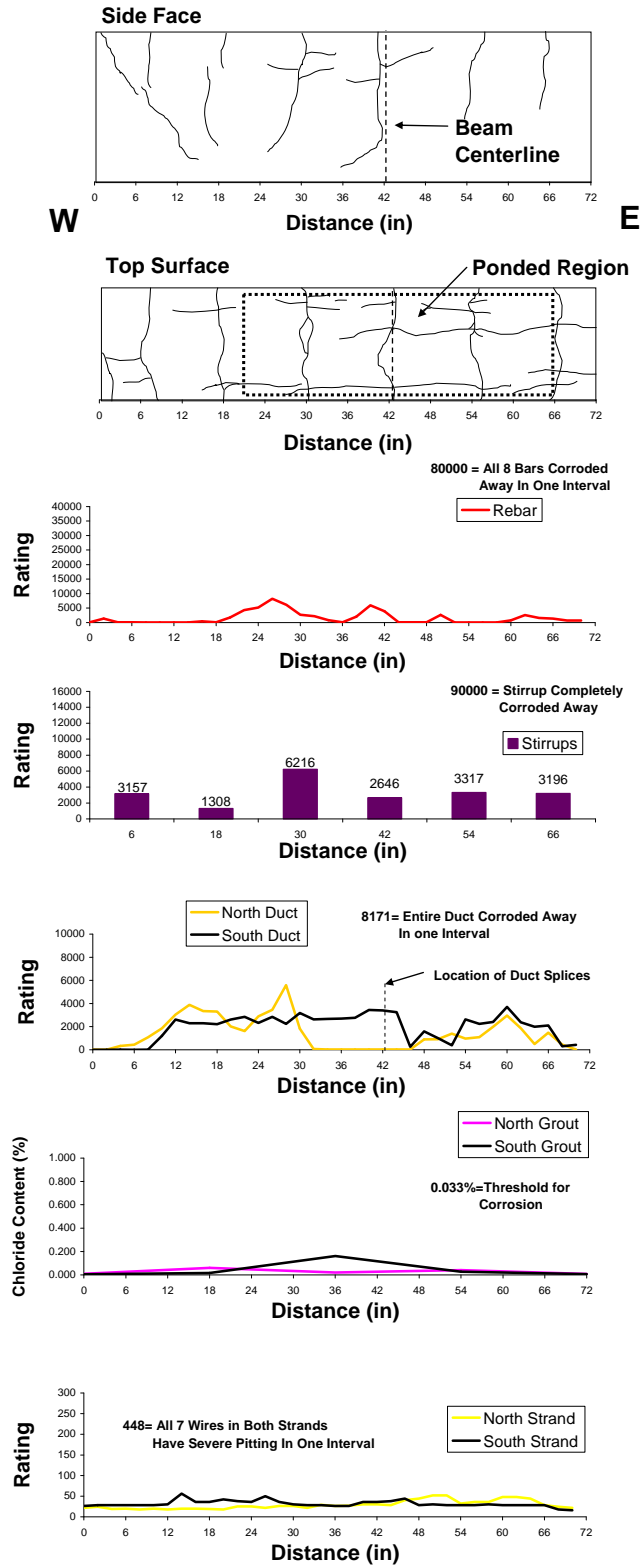 Side Face
Beam
Centerline
0 6 12 18 24 30 36 42 48 54 60 66 72
W Distance (in) E
Top Surface
Ponded Region
0 6 12 18 24 30 36 42 48 54 60 66 72
80000 = All 8 Bars Corroded
Away In One Interval
Rebar
Rating
40000
35000
30000
25000
20000
15000
10000
5000
0
0 6 12 18 24 30 36 42 48 54 60 66 72
Distance (in)
90000 = Stirrup Completely
Corroded Away
Stirrups
Rating
16000
14000
12000
10000
8000
6000
4000
2000
0
3157 1308 6216 2646 3317 3196
6 18 30 42 54 66
Distance (in)
North Duct
South Duct
8171= Entire Duct Corroded Away
In one Interval
Location of Duct Splices
Rating
10000
8000
6000
4000
2000
0
0 6 12 18 24 30 36 42 48 54 60 66 72
Distance (in)
North Grout
South Grout
0.033%=Threshold for
Corrosion
Chloride Content (%)
1.000
0.800
0.600
0.400
0.200
0.000
0 6 12 18 24 30 36 42 48 54 60 66 72
Distance (in)
448= All 7 Wires in Both Strands
Have Severe Pitting In One Interval
North Strand
South Strand
Rating
300
250
200
150
100
50
0
0 6 12 18 24 30 36 42 48 54 60 66 72
Distance (in)